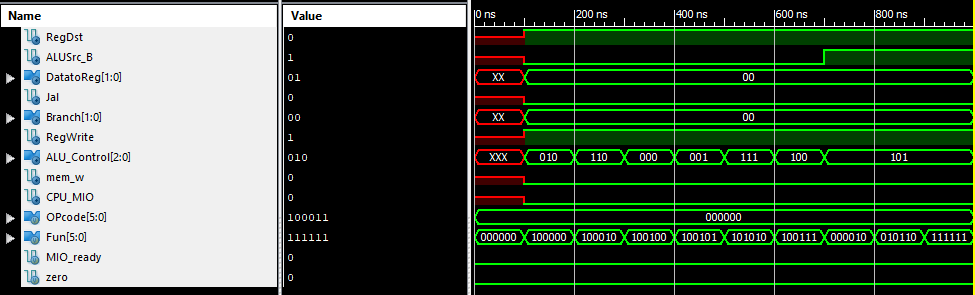 Name Value 0 ns 200 ns 400 ns 600 ns 800 ns
RegDst 0
ALUSrc_B 1
DatatoReg[1:0] 01 XX 00
Jal 0
Branch[1:0] 00 XX 00
RegWrite 1
ALU_Control[2:0] 010 XXX 010 110 000 001 111 100 101
mem_w 0
CPU_MIO 0
OPcode[5:0] 100011 000000
Fun[5:0] 111111 000000 100000 100010 100100 100101 101010 100111 000010 010110 111111
MIO_ready 0
zero 0